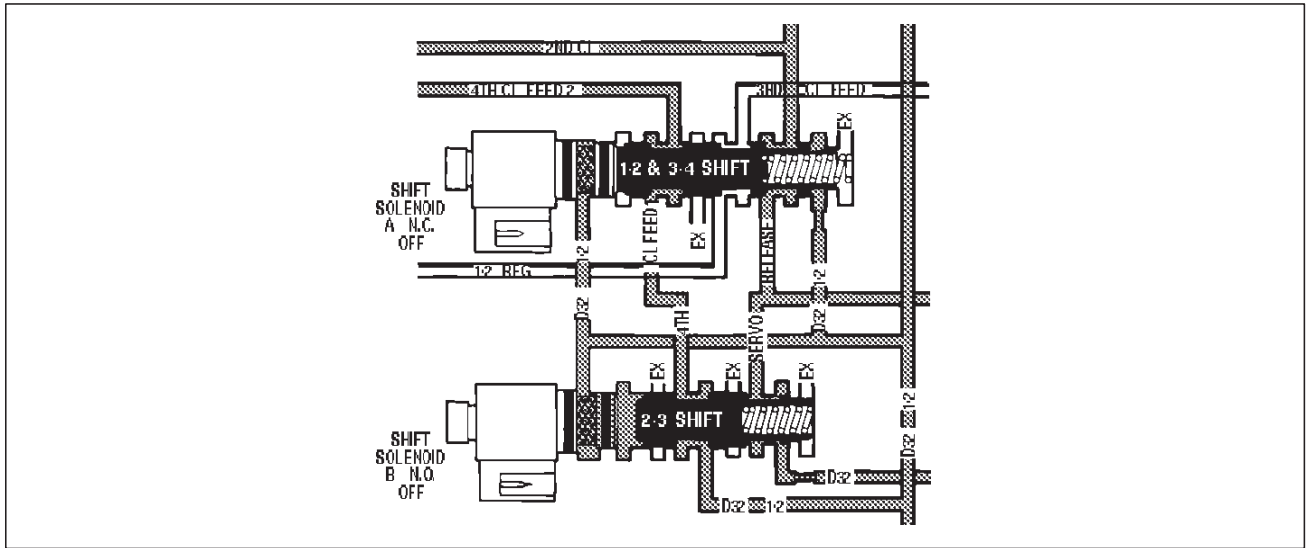 2ND CL
4TH CL FEED 2
3RD CL FEED
EX
1-2 & 3-4 SHIFT
SHIFT
SOLENOID
A N.C.
OFF
1-2
CL FEED
EX
RELEASE
1-2
1-2 REG
D32
4TH
SERVO
D32
EX
EX
EX
2-3 SHIFT
SHIFT
SOLENOID
B N.O.
OFF
D32 1-2
D32
D32 1-2